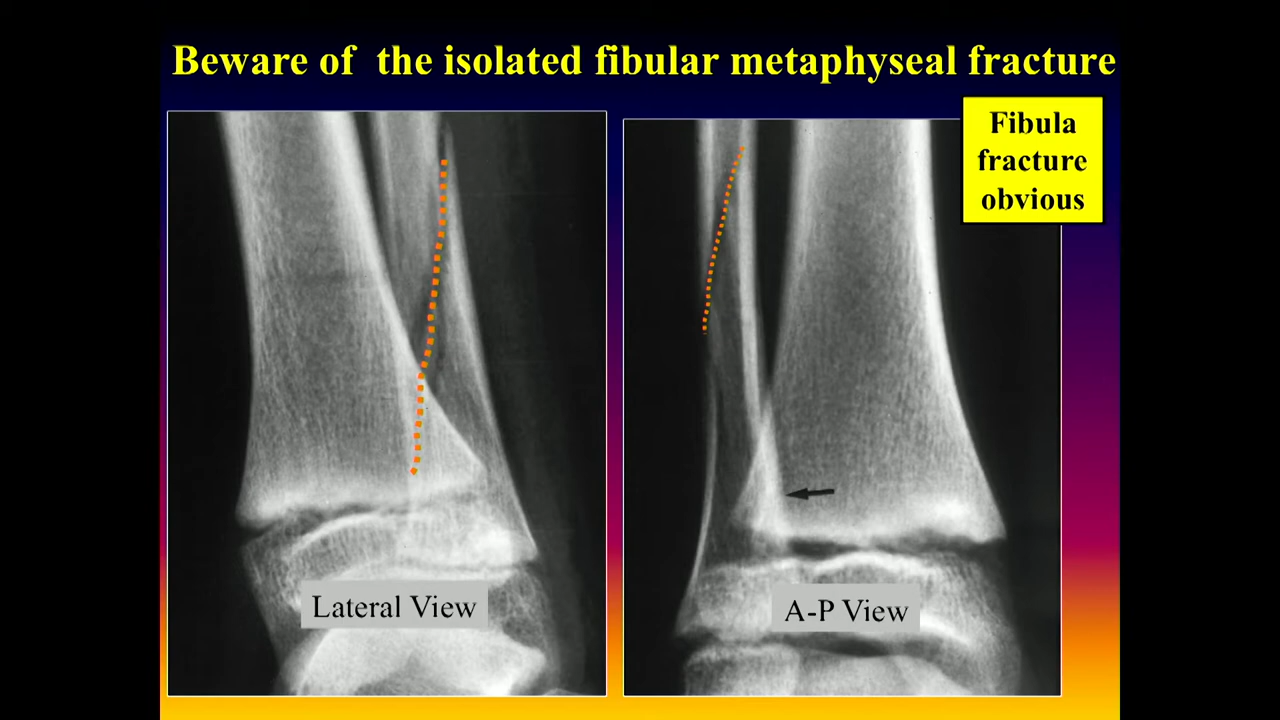 Beware of the isolated fibular metaphyseal fracture
Fibula
fracture
obvious
Lateral View
A-P View